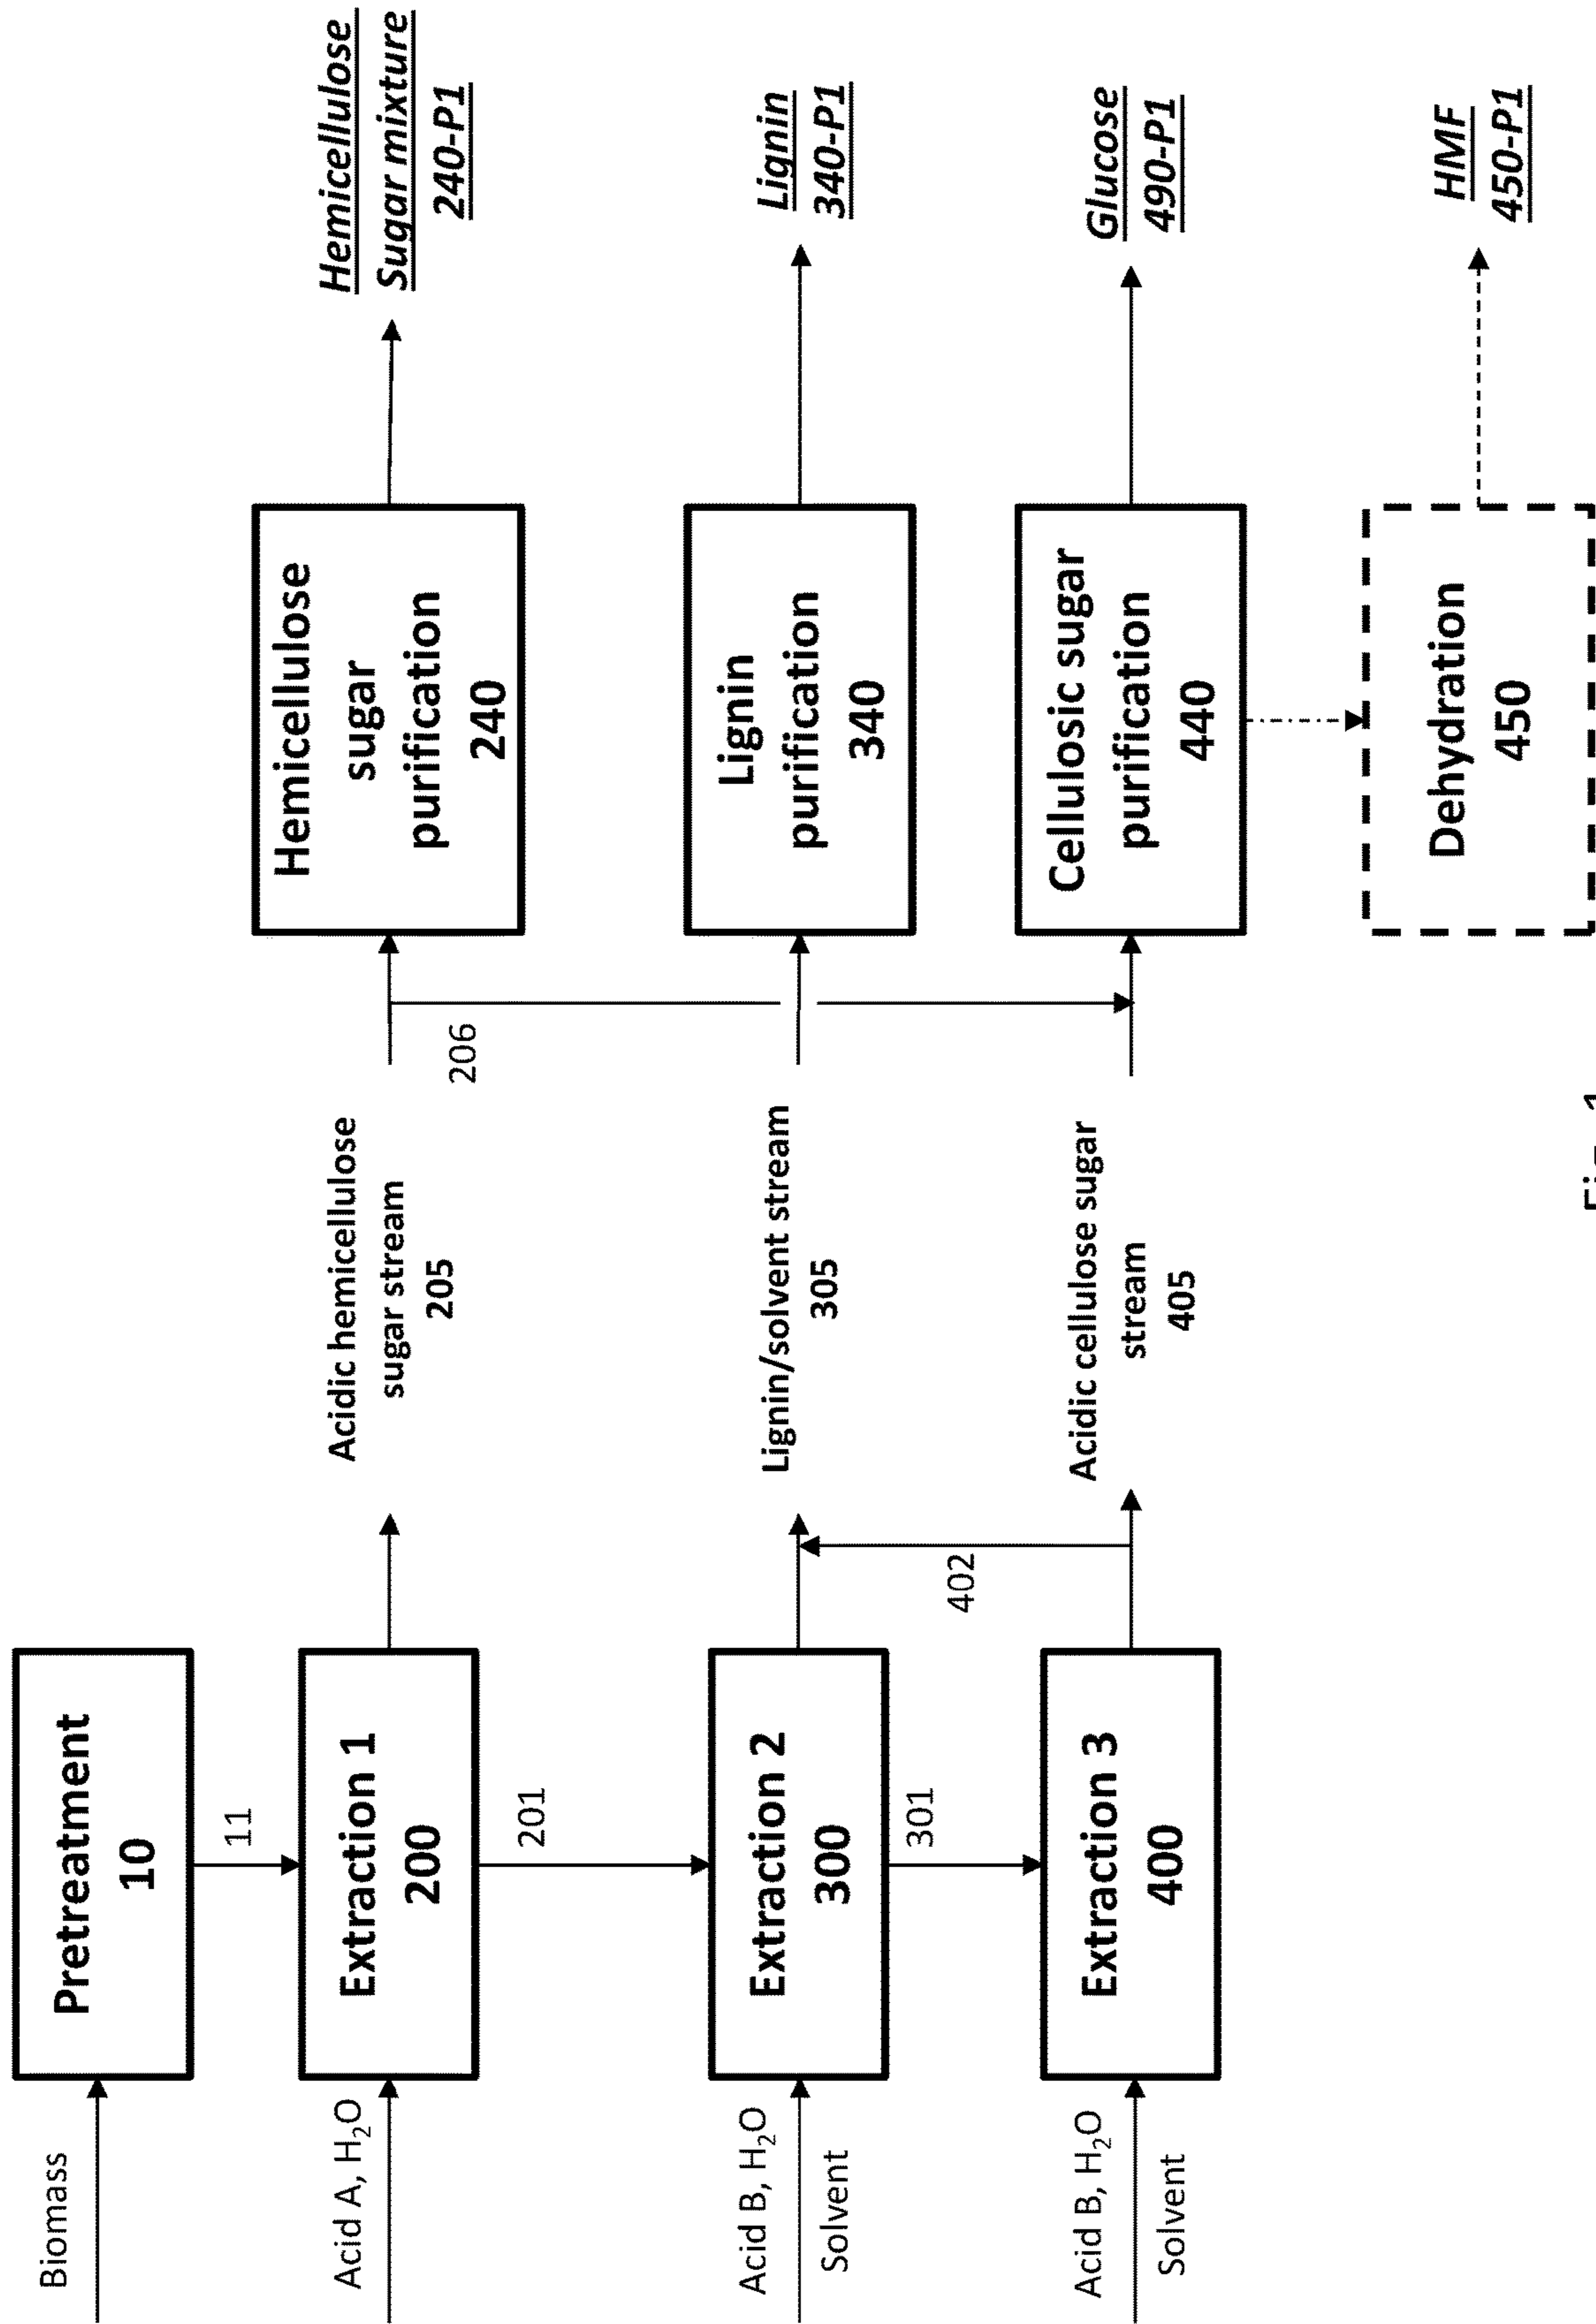 Biomass
Pretreatment
10
11
Acid A, H₂O
Extraction 1
200
Acidic hemicellulose
sugar stream
205
206
Hemicellulose
sugar
purification
240
Hemicellulose
Sugar mixture
240-P1
201
Acid B, H₂O
Solvent
Extraction 2
300
Lignin/solvent stream
305
Lignin
purification
340
Lignin
340-P1
301
402
Acid B, H₂O
Solvent
Extraction 3
400
Acidic cellulose sugar
stream
405
Cellulosic sugar
purification
440
Glucose
490-P1
Dehydration
450
HMF
450-P1